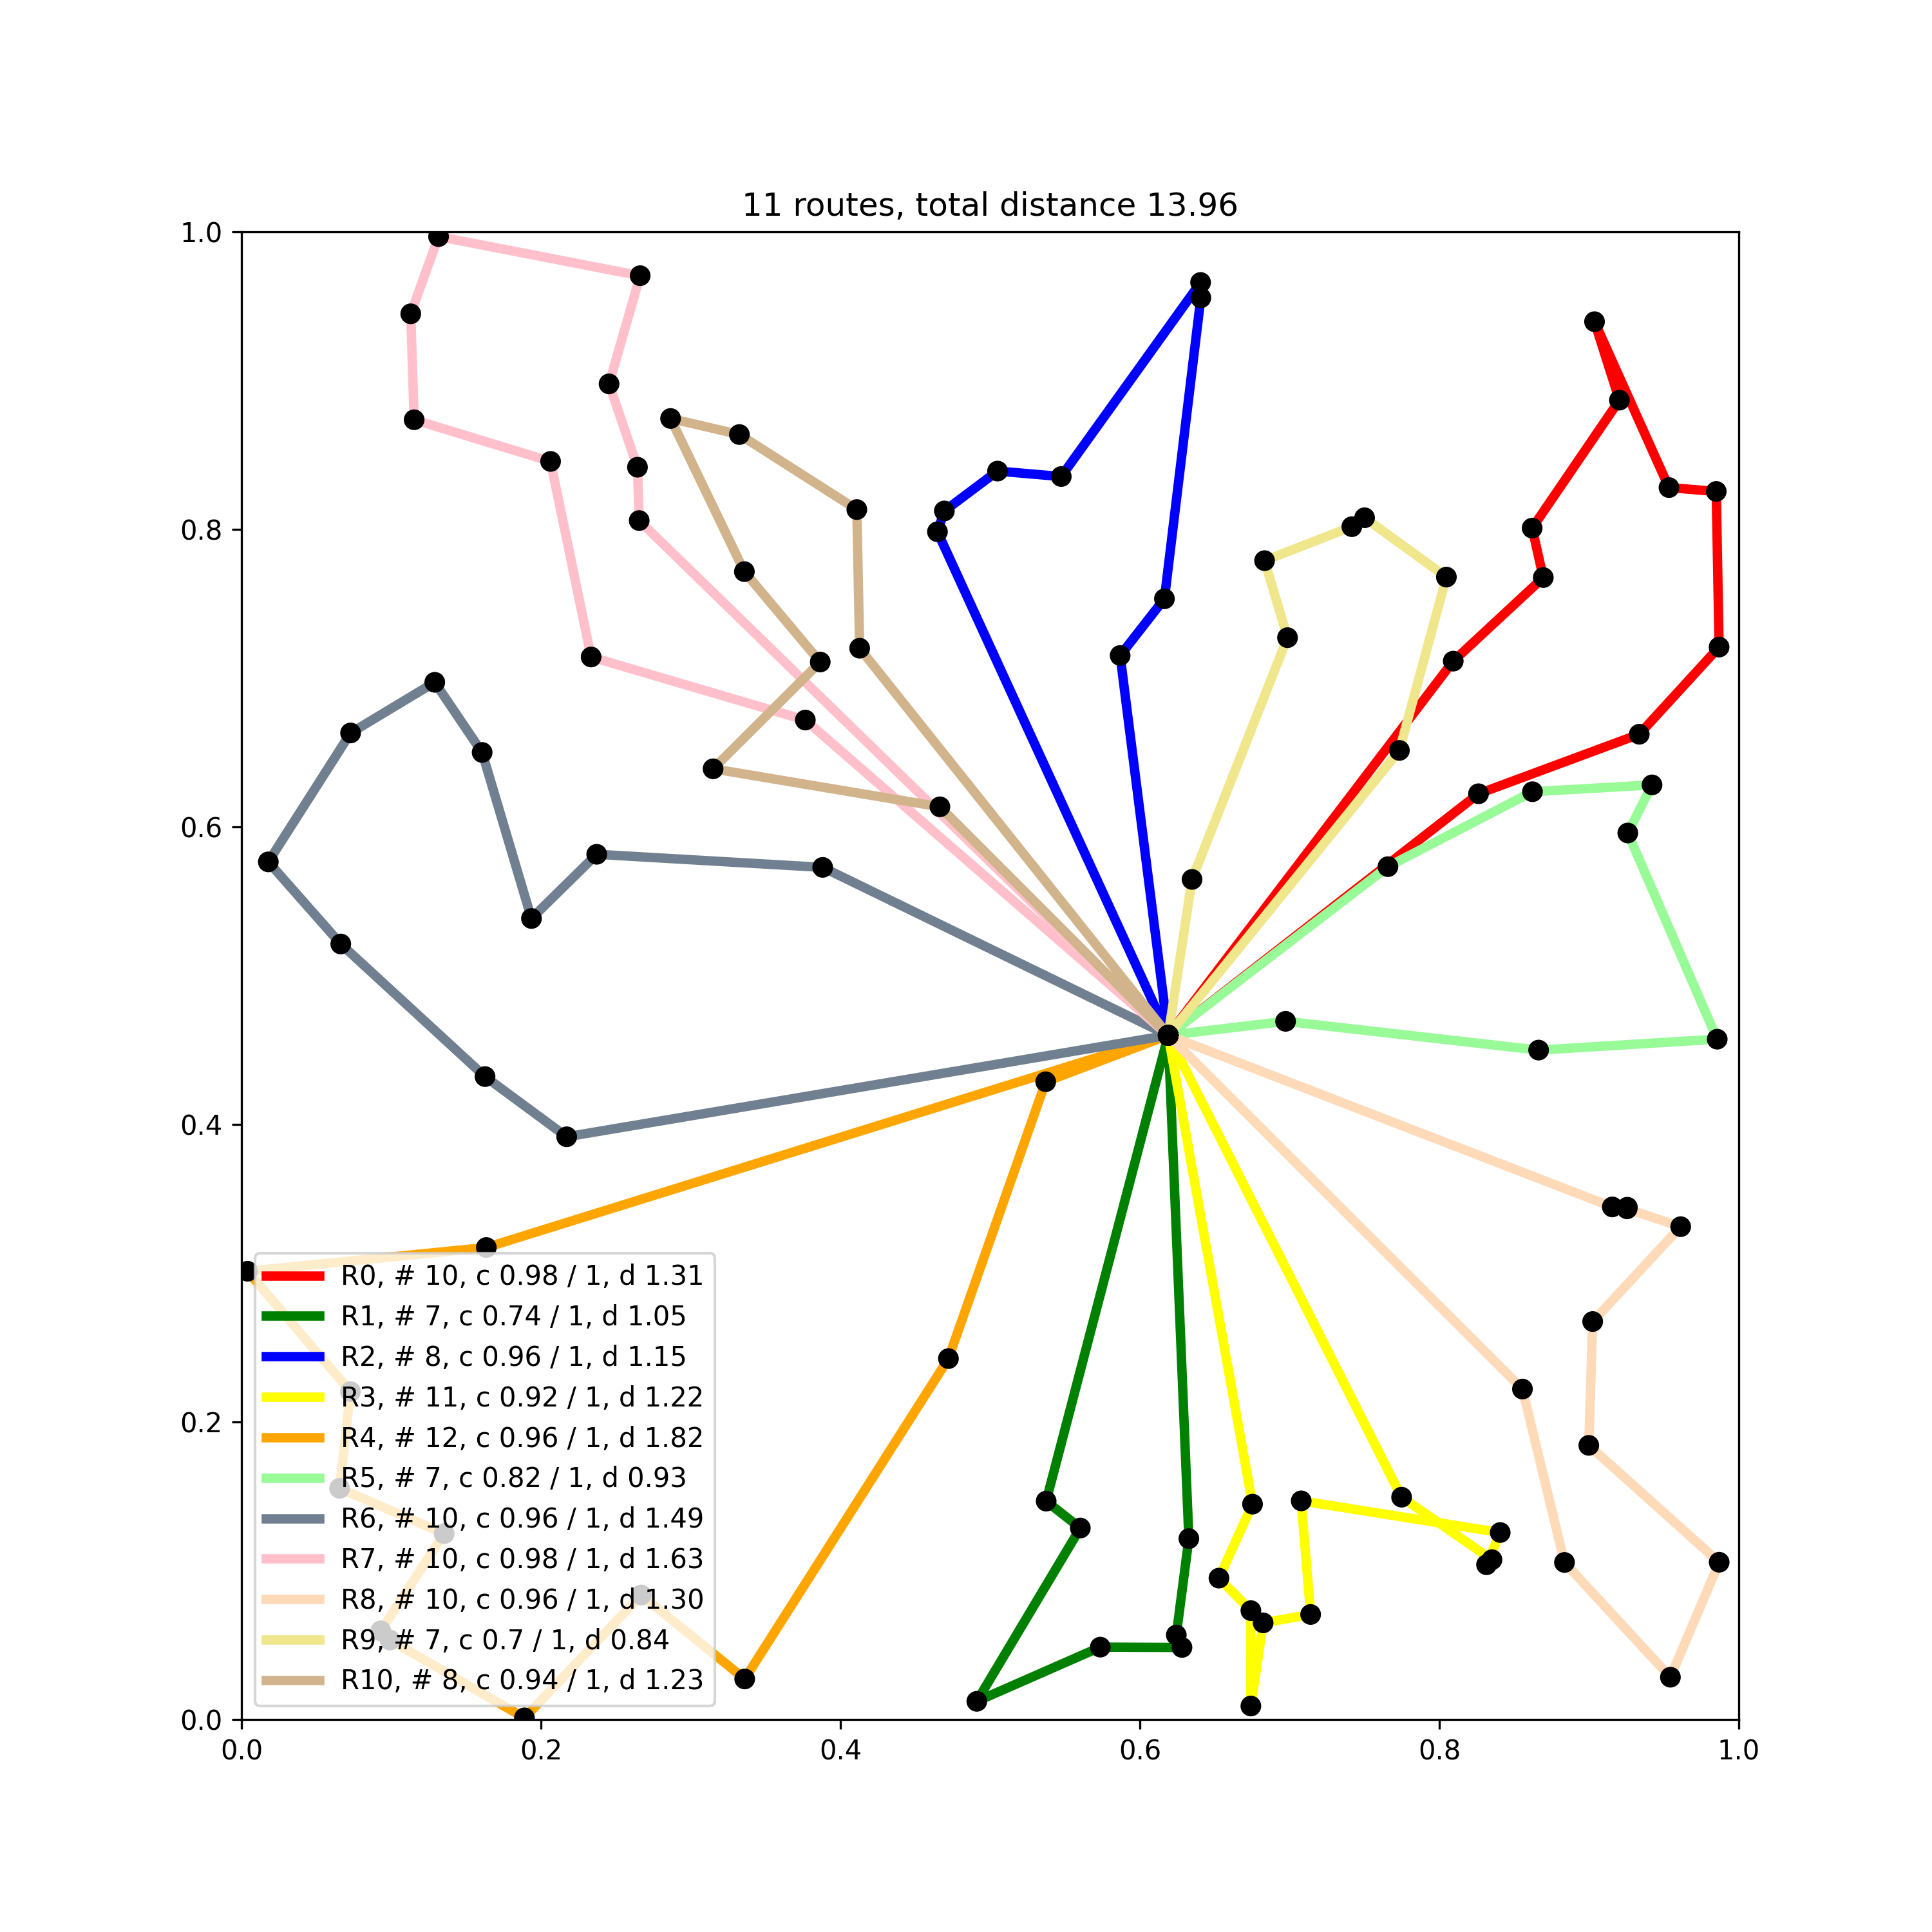 11 routes, total distance 13.96
1.0
0.8
0.6
0.4
0.2
0.0
R0, # 10, c 0.98 / 1, d 1.31
R1, # 7, c 0.74 / 1, d 1.05
R2, # 8, c 0.96 / 1, d 1.15
R3, # 11, c 0.92 / 1, d 1.22
R4, # 12, c 0.96 / 1, d 1.82
R5, # 7, c 0.82 / 1, d 0.93
R6, # 10, c 0.96 / 1, d 1.49
R7, # 10, c 0.98 / 1, d 1.63
R8, # 10, c 0.96 / 1, d 1.30
R9, # 7, c 0.7 / 1, d 0.84
R10, # 8, c 0.94 / 1, d 1.23
0.0 0.2 0.4 0.6 0.8 1.0